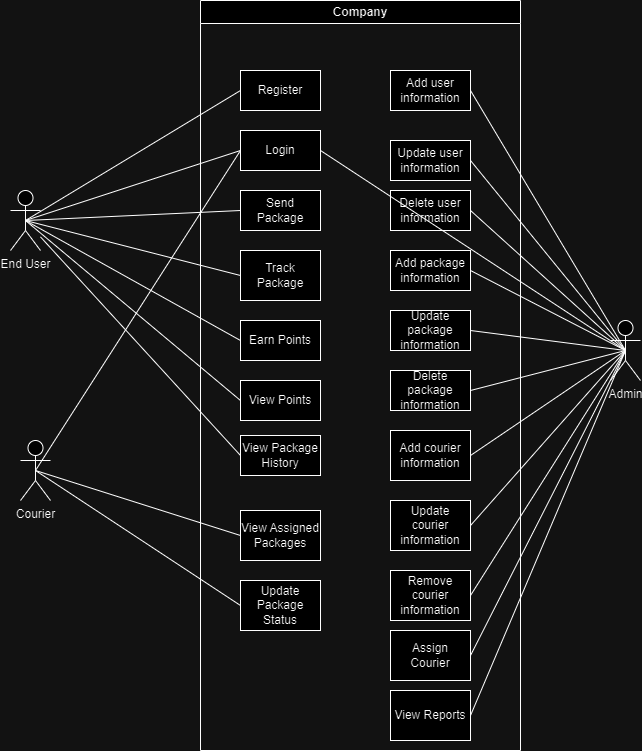 Company
Register
Login
Send
Package
Track
Package
Earn Points
View Points
View Package
History
View Assigned
Packages
Update
Package
Status
Add user
information
Update user
information
Delete user
information
Add package
information
Update
package
information
Delete
package
information
Add courier
information
Update
courier
information
Remove
courier
information
Assign
Courier
View Reports
End User
Courier
Admin